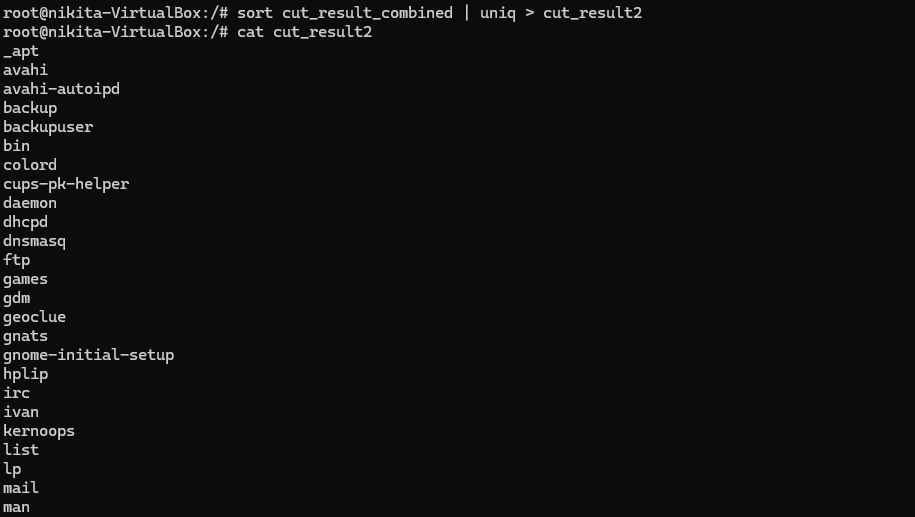 root@nikita-VirtualBox:/# sort cut_result_combined | uniq > cut_result2
root@nikita-VirtualBox:/# cat cut_result2
_apt
avahi
avahi-autoipd
backup
backupuser
bin
colord
cups-pk-helper
daemon
dhcpd
dnsmasq
ftp
games
gdm
geoclue
gnats
gnome-initial-setup
hplip
irc
ivan
kernoops
list
lp
mail
man